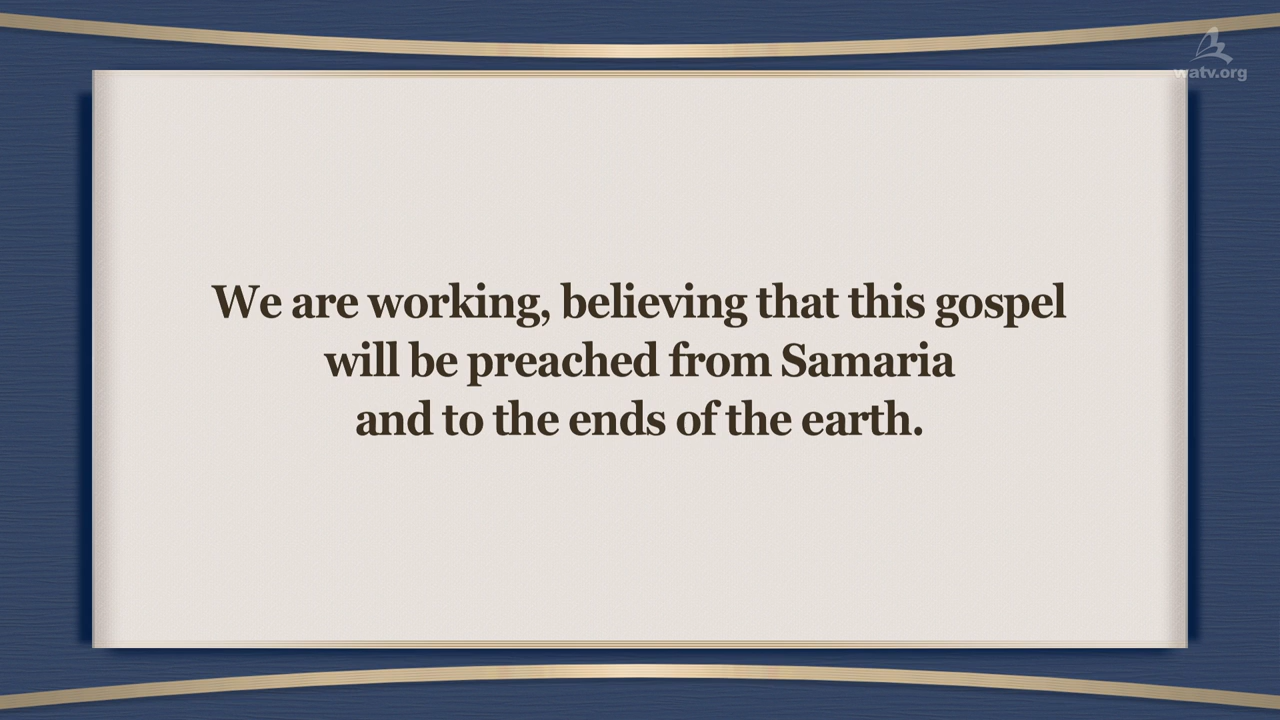 watv.org
We are working, believing that this gospel
will be preached from Samaria
and to the ends of the earth.